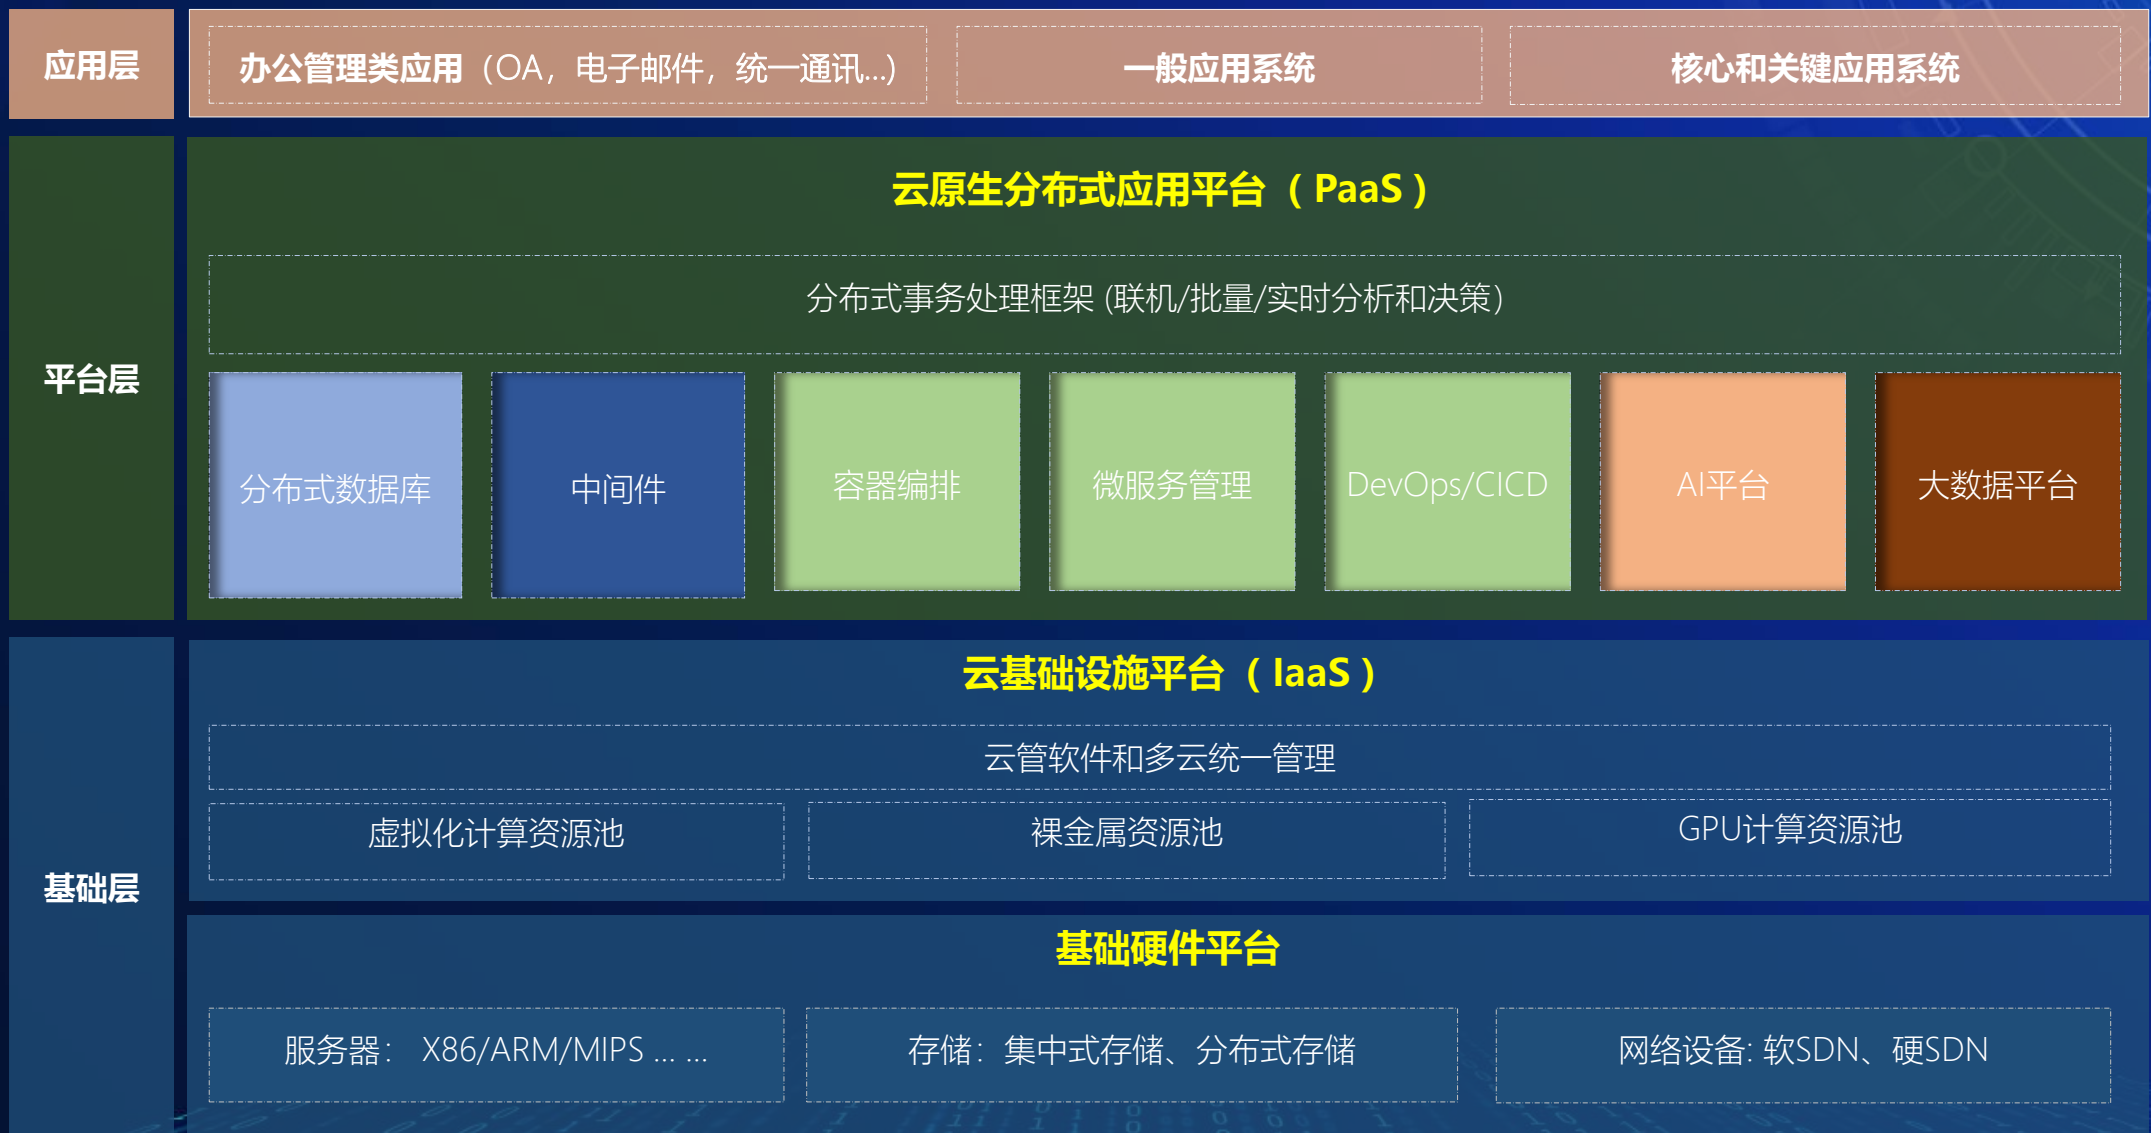 应用层
办公管理类应用（OA，电子邮件，统一通讯...)
一般应用系统
核心和关键应用系统
平台层
云原生分布式应用平台（PaaS）
分布式事务处理框架 (联机/批量/实时分析和决策）
分布式数据库
中间件
容器编排
微服务管理
DevOps/CICD
AI平台
大数据平台
基础层
云基础设施平台（IaaS）
云管软件和多云统一管理
虚拟化计算资源池
裸金属资源池
GPU计算资源池
基础硬件平台
服务器： X86/ARM/MIPS ... ...
存储：集中式存储、分布式存储
网络设备: 软SDN、硬SDN